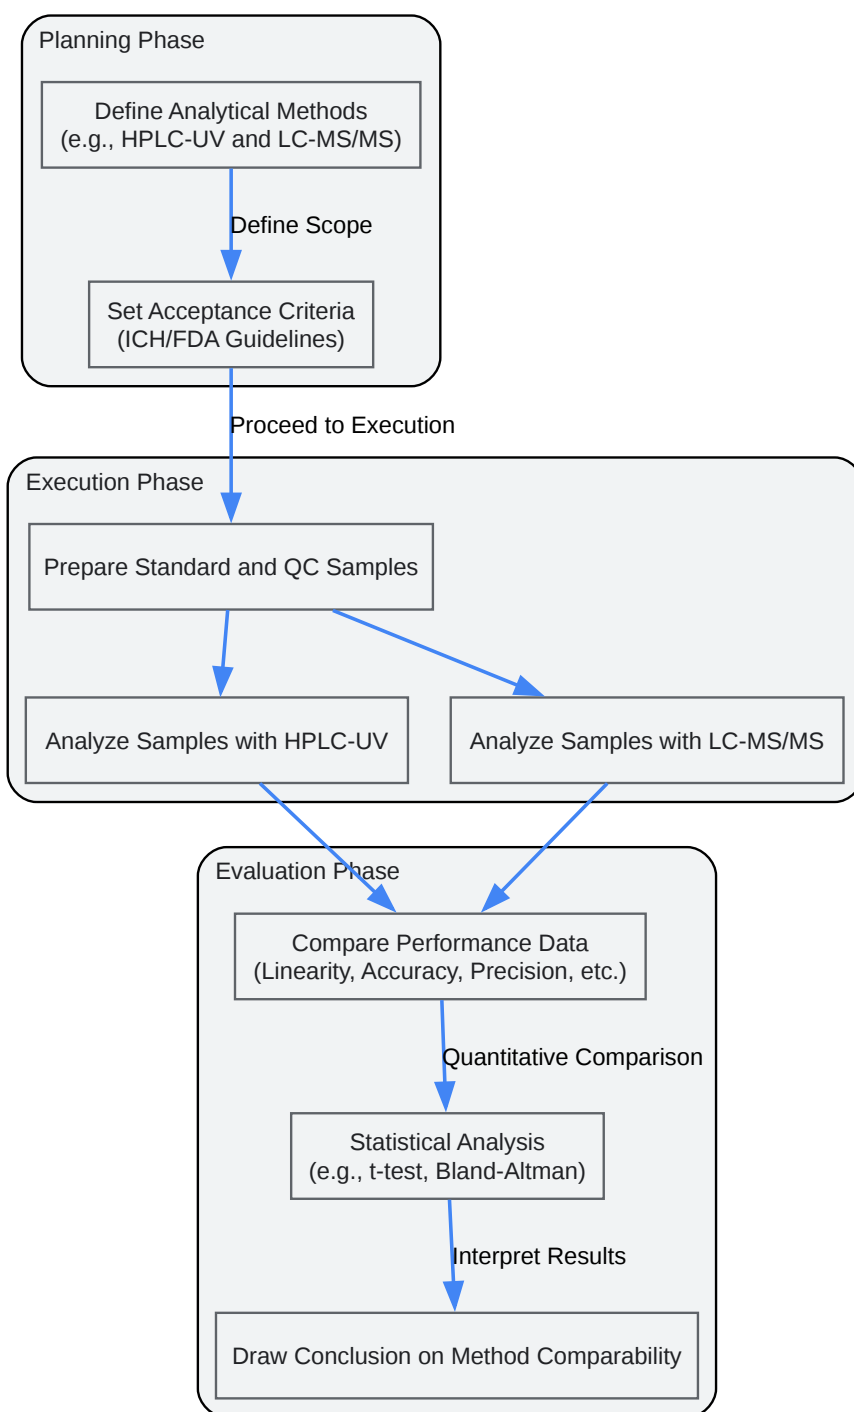 Planning Phase
Define Analytical Methods
(e.g., HPLC-UV and LC-MS/MS)
Define Scope
Set Acceptance Criteria
(ICH/FDA Guidelines)
Proceed to Execution
Execution Phase
Prepare Standard and QC Samples
Analyze Samples with HPLC-UV
Analyze Samples with LC-MS/MS
Evaluation Phase
Compare Performance Data
(Linearity, Accuracy, Precision, etc.)
Quantitative Comparison
Statistical Analysis
(e.g., t-test, Bland-Altman)
Interpret Results
Draw Conclusion on Method Comparability